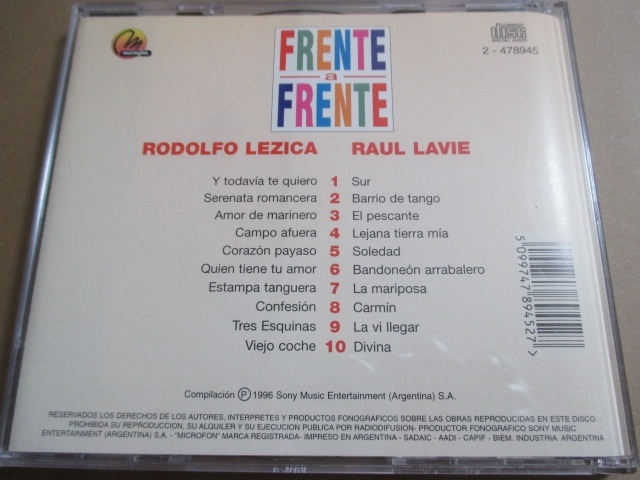 FRENTE
a
FRENTE
COMPACT
disc
DIGITAL AUDIO
2 - 478945
RODOLFO LEZICA RAUL LAVIE
Y todavía te quiero 1 Sur
Serenata romancera 2 Barrio de tango
Amor de marinero 3 El pescante
Campo afuera 4 Lejana tierra mía
Corazón payaso 5 Soledad
Quien tiene tu amor 6 Bandoneón arrabalero
Estampa tanguera 7 La mariposa
Confesión 8 Carmín
Tres Esquinas 9 La vi llegar
Viejo coche 10 Divina
5099747894527>
Compilación Ⓟ 1996 Sony Music Entertainment (Argentina) S.A.
RESERVADOS LOS DERECHOS DE LOS AUTORES, INTERPRETES Y PRODUCTOS FONOGRAFICOS SOBRE LAS OBRAS REPRODUCIDAS EN ESTE DISCO.
PROHIBIDA SU REPRODUCCION, SU ALQUILER Y SU EJECUCION PUBLICA POR RADIODIFUSION- PRODUCTOR FONOGRAFICO SONY MUSIC
ENTERTAINMENT (ARGENTINA) S.A. - "MICROFON" MARCA REGISTRADA- IMPRESO EN ARGENTINA - SADAIC - AADI - CAPIF - BIEM. INDUSTRIA ARGENTINA